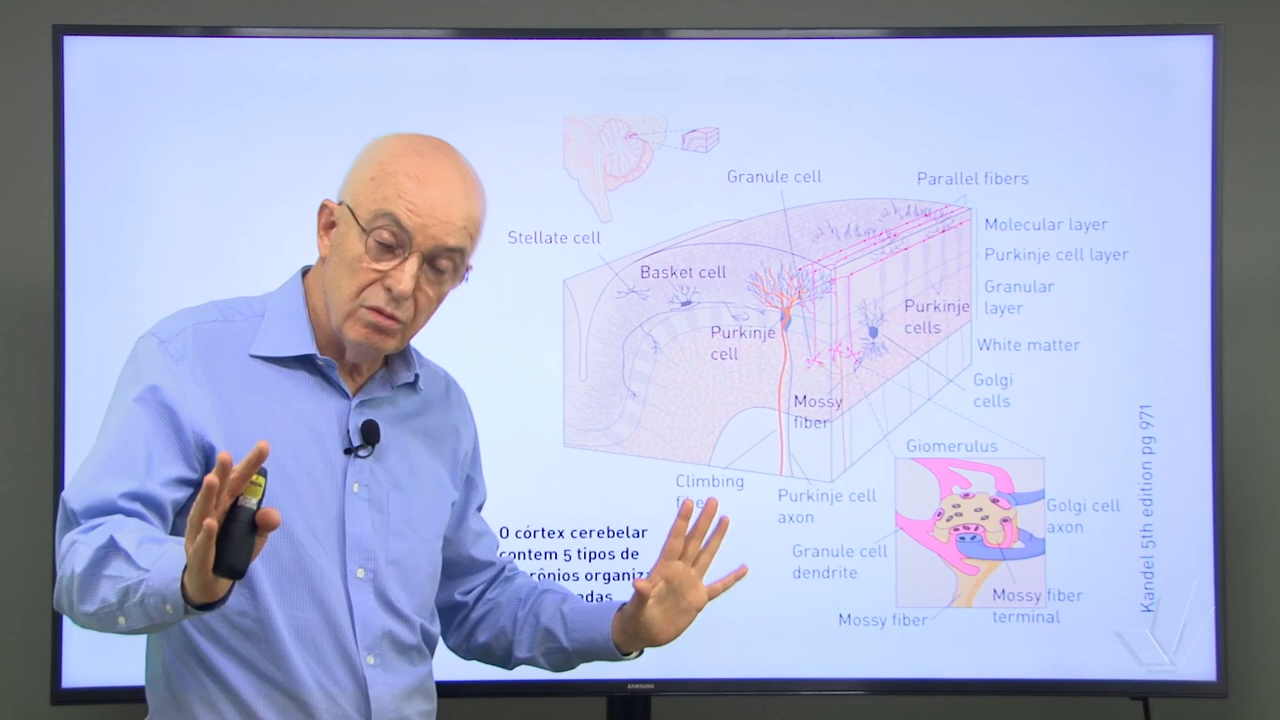 Granule cell
Parallel fibers
Stellate cell
Molecular layer
Basket cell
Purkinje cell layer
Granular
layer
Purkinje
cells
Purkinje
cell
White matter
Golgi
cells
Mossy
fiber
Giomerulus
Climbing
Purkinje cell
axon
Golgi cell
axon
Granule cell
dendrite
Mossy fiber
terminal
Mossy fiber
Kandel 5th edition pg 971
O córtex cerebelar
contem 5 tipos de
SAMSUNG